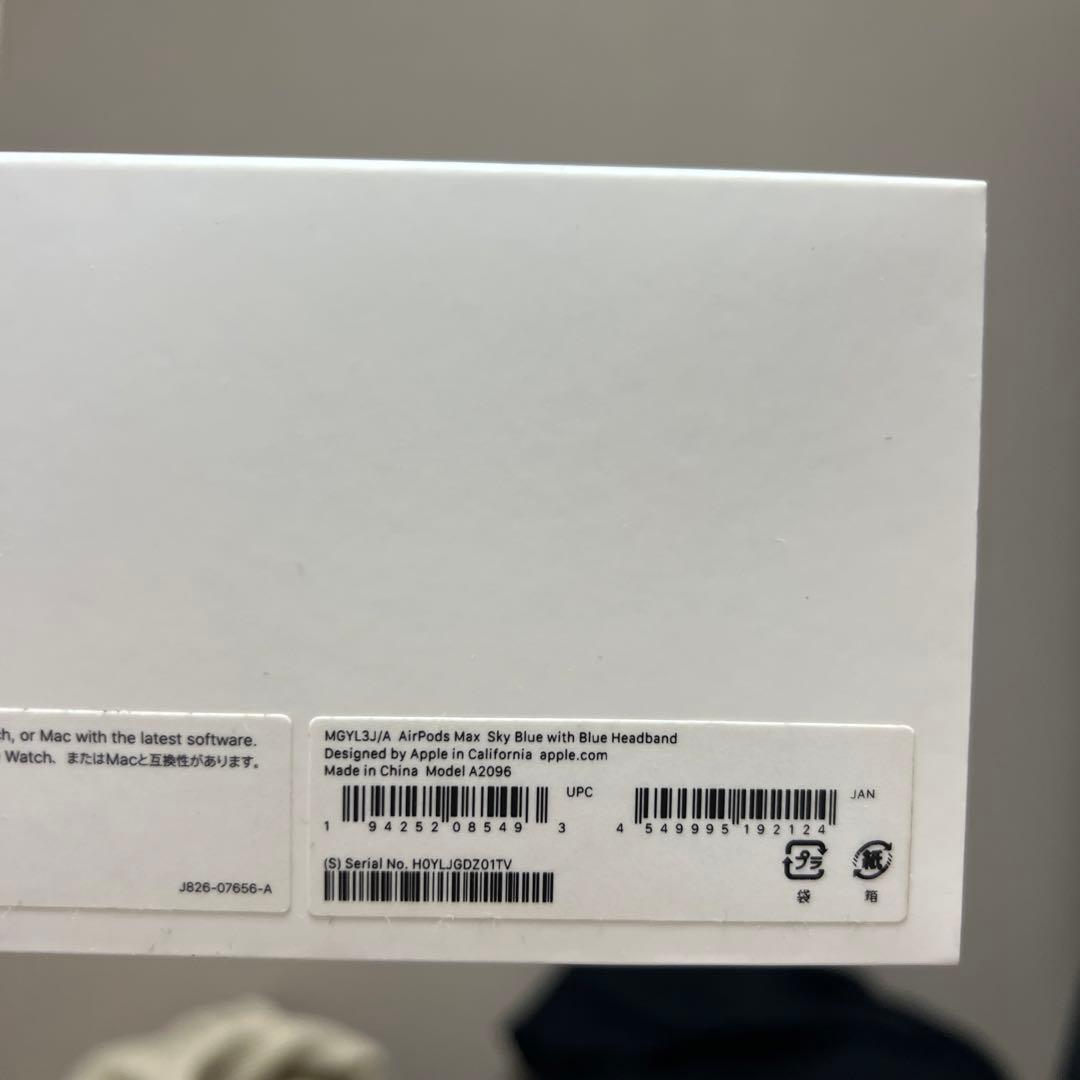 ch, or Mac with the latest software.
Watch、またはMacと互換性があります。
J826-07656-A
MGYL3J/A AirPods Max Sky Blue with Blue Headband
Designed by Apple in California apple.com
Made in China Model A2096
UPC
1 94252 08549 3
JAN
4 549995 192124
(S) Serial No. H0YLJGDZ01TV
プラ
袋
紙
箱